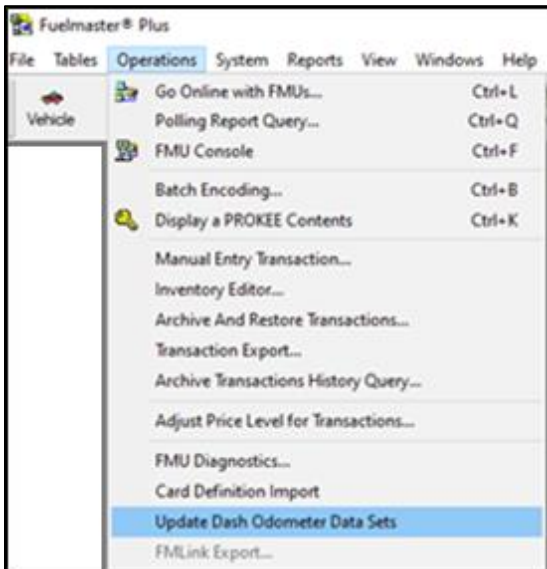 Fuelmaster® Plus
File Tables Operations System Reports View Windows Help
Vehicle
Go Online with FMUs... Ctrl+L
Polling Report Query... Ctrl+Q
FMU Console Ctrl+F
Batch Encoding... Ctrl+B
Display a PROKEE Contents Ctrl+K
Manual Entry Transaction...
Inventory Editor...
Archive And Restore Transactions...
Transaction Export...
Archive Transactions History Query...
Adjust Price Level for Transactions...
FMU Diagnostics...
Card Definition Import
Update Dash Odometer Data Sets
FMLink Export...